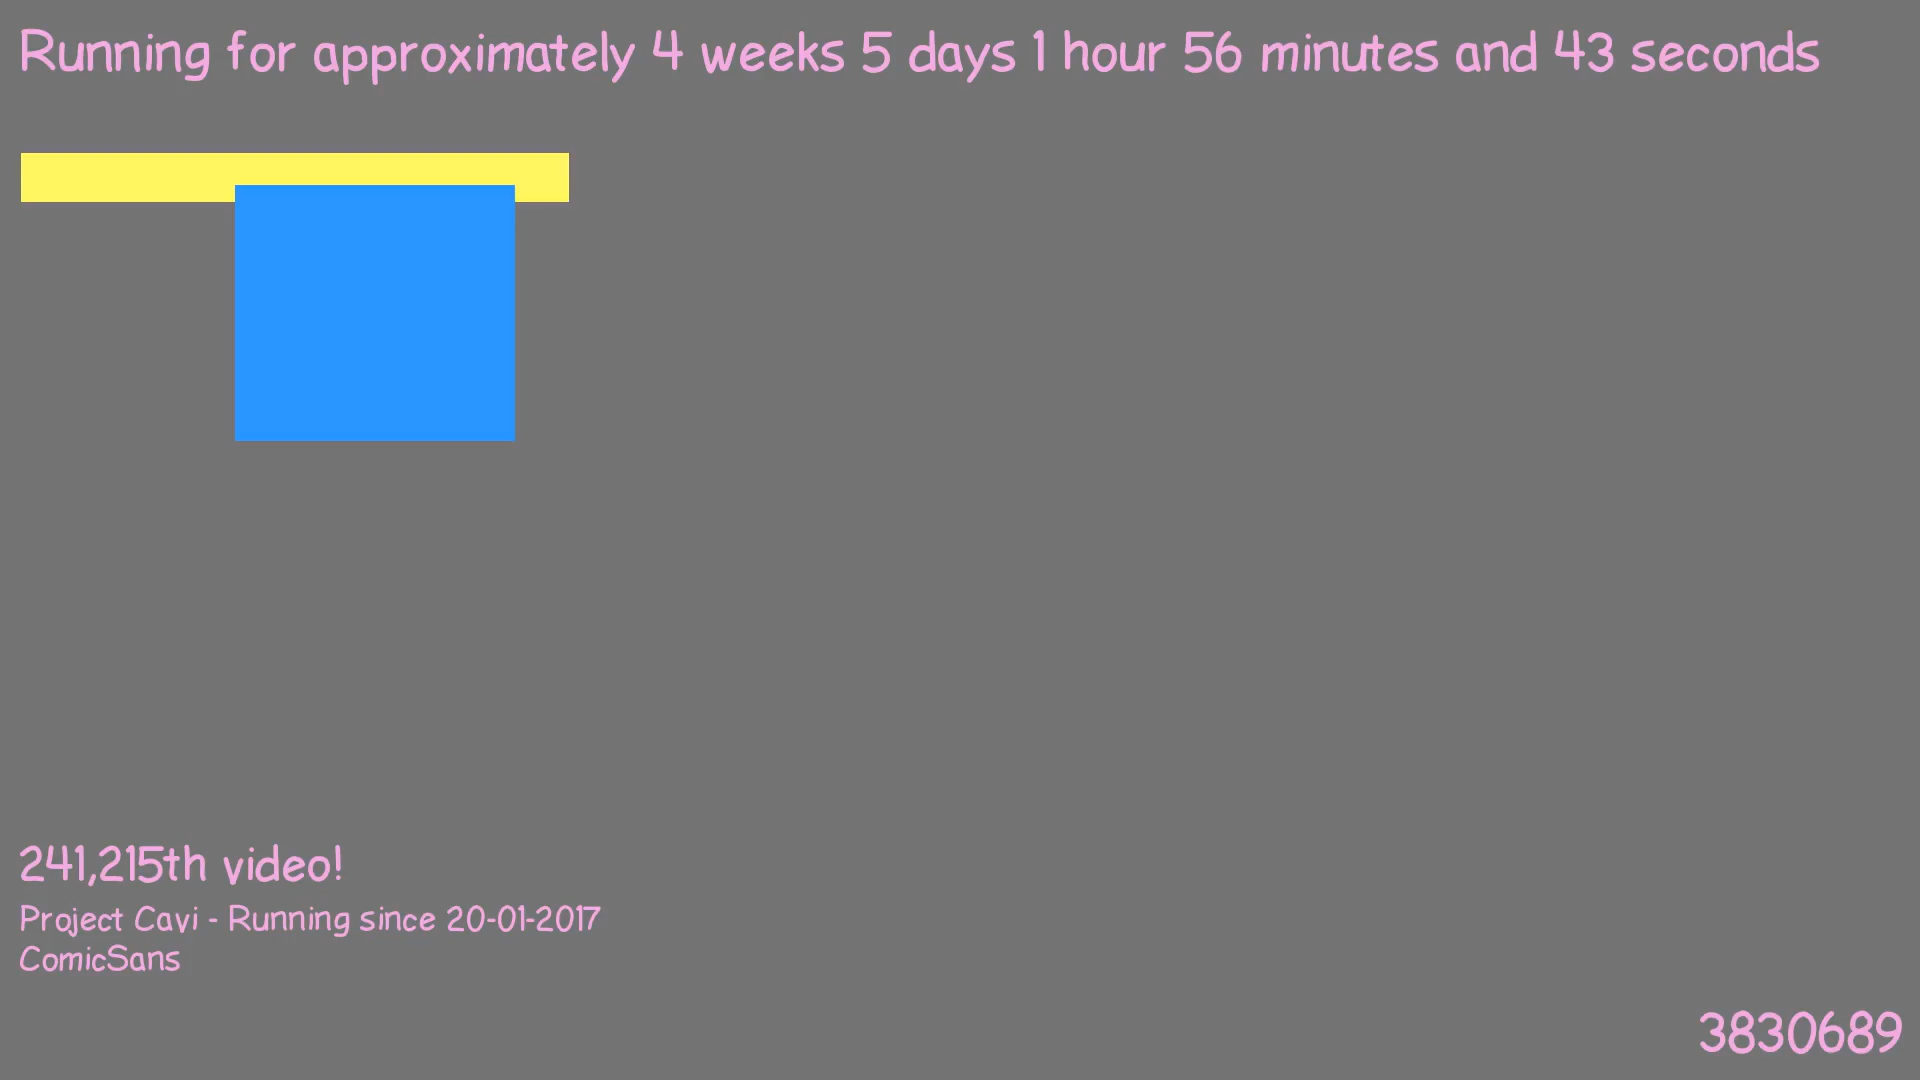 Running for approximately 4 weeks 5 days 1 hour 56 minutes and 43 seconds
241,215th video!
Project Cavi - Running since 20-01-2017
ComicSans
3830689